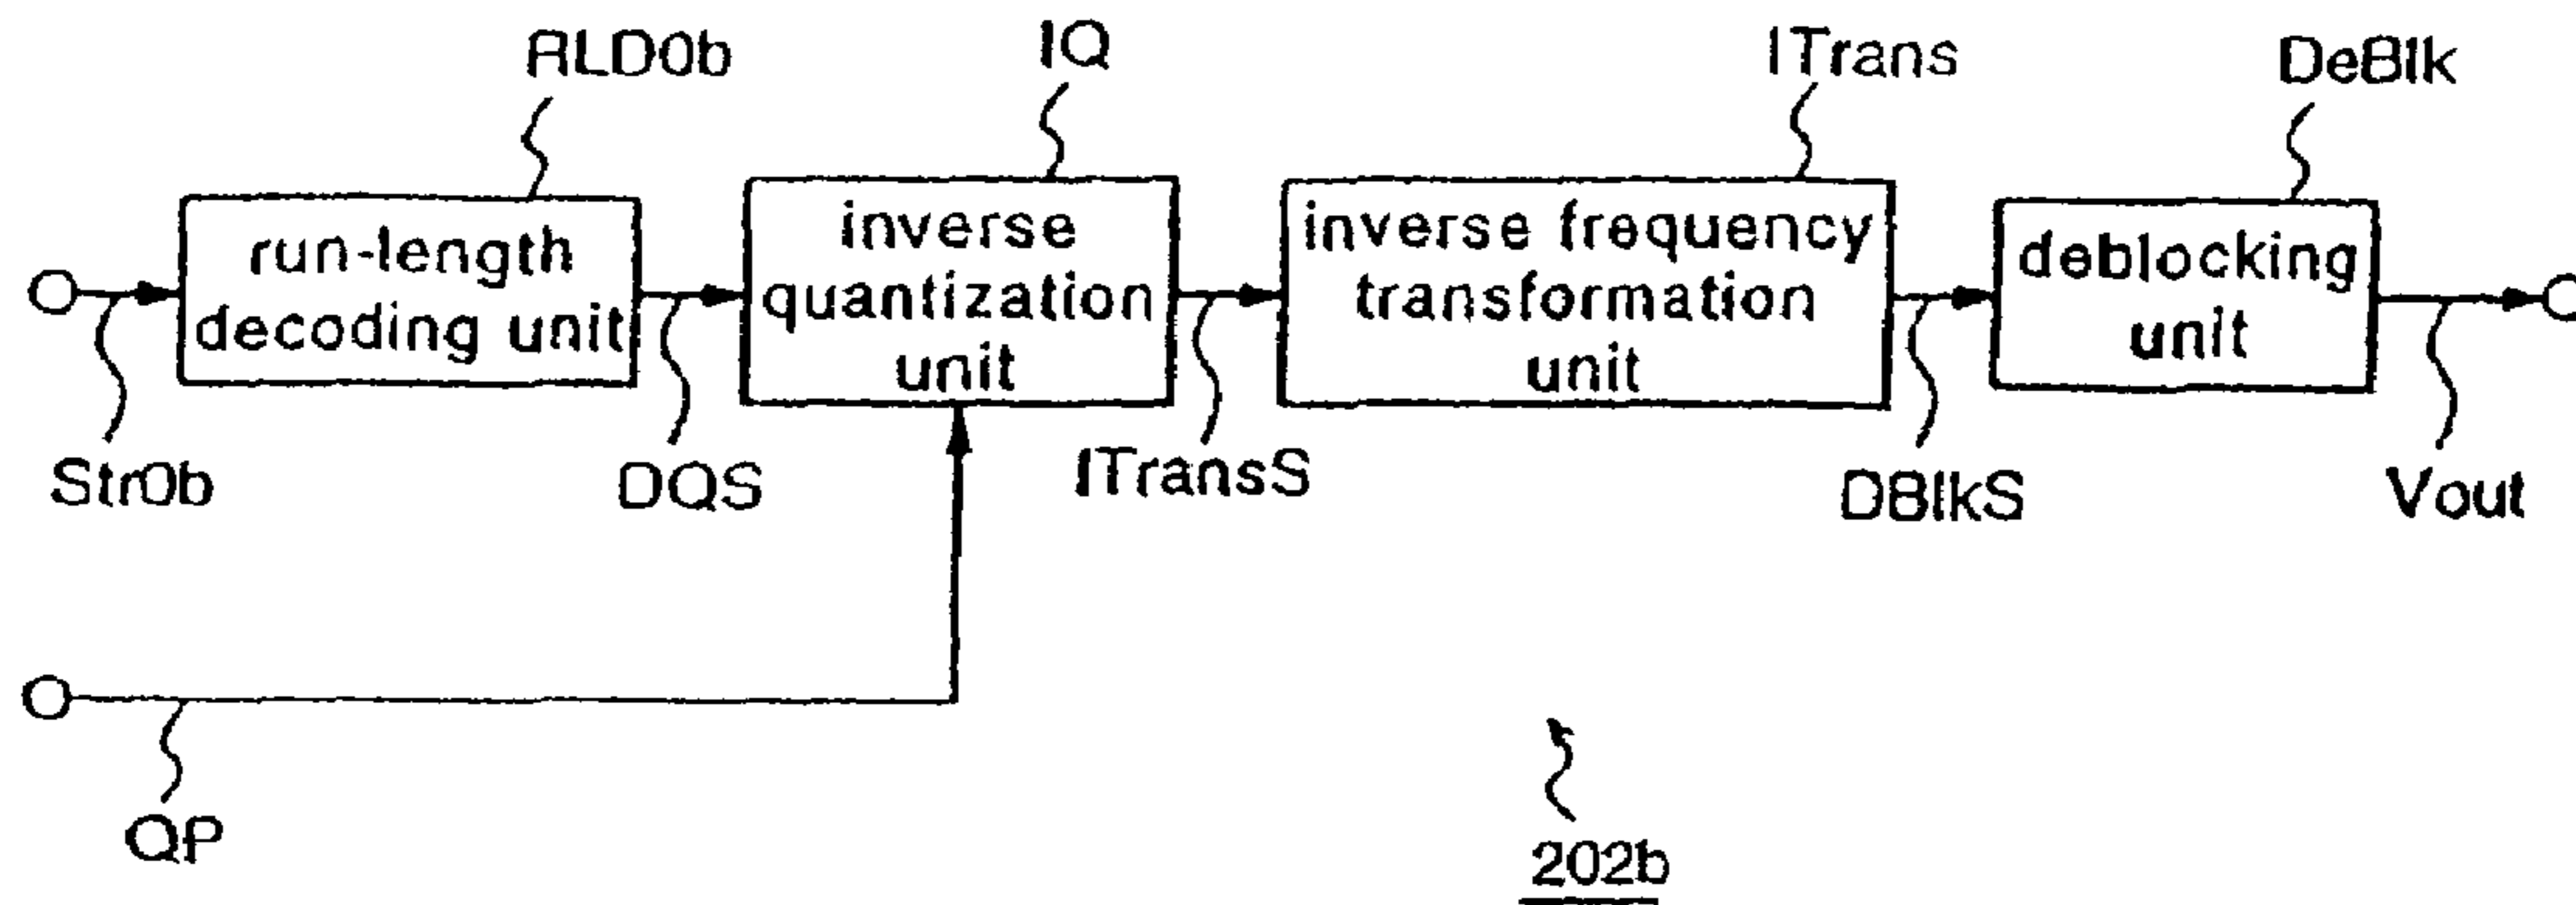 RLD0b
IQ
ITrans
DeBlk
run-length
decoding unit
inverse
quantization
unit
inverse frequency
transformation
unit
deblocking
unit
Str0b
DQS
ITransS
DBlkS
Vout
QP
202b